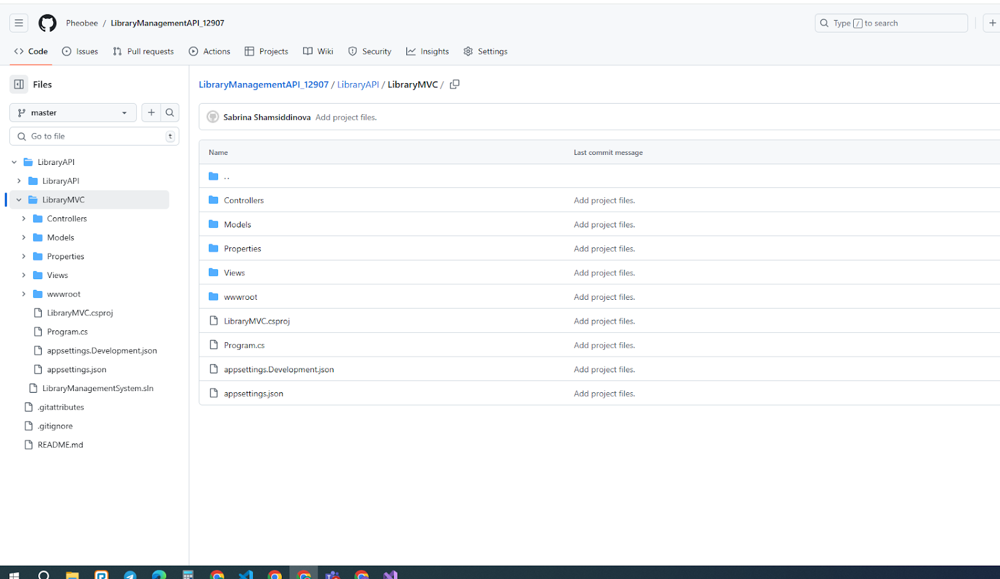 Pheobee / LibraryManagementAPI_12907
Type / to search
Code Issues Pull requests Actions Projects Wiki Security Insights Settings
Files
master
Go to file t
LibraryAPI
LibraryAPI
LibraryMVC
Controllers
Models
Properties
Views
wwwroot
LibraryMVC.csproj
Program.cs
appsettings.Development.json
appsettings.json
LibraryManagementSystem.sln
.gitattributes
.gitignore
README.md
LibraryManagementAPI_12907 / LibraryAPI / LibraryMVC /
Sabrina Shamsiddinova Add project files.
Name Last commit message
..
Controllers Add project files.
Models Add project files.
Properties Add project files.
Views Add project files.
wwwroot Add project files.
LibraryMVC.csproj Add project files.
Program.cs Add project files.
appsettings.Development.json Add project files.
appsettings.json Add project files.